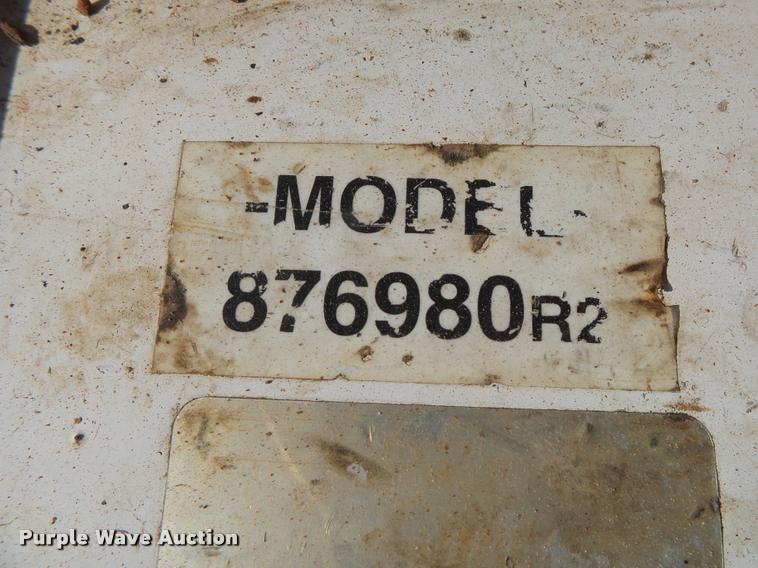 -MODEL-
876980R2
Purple Wave Auction